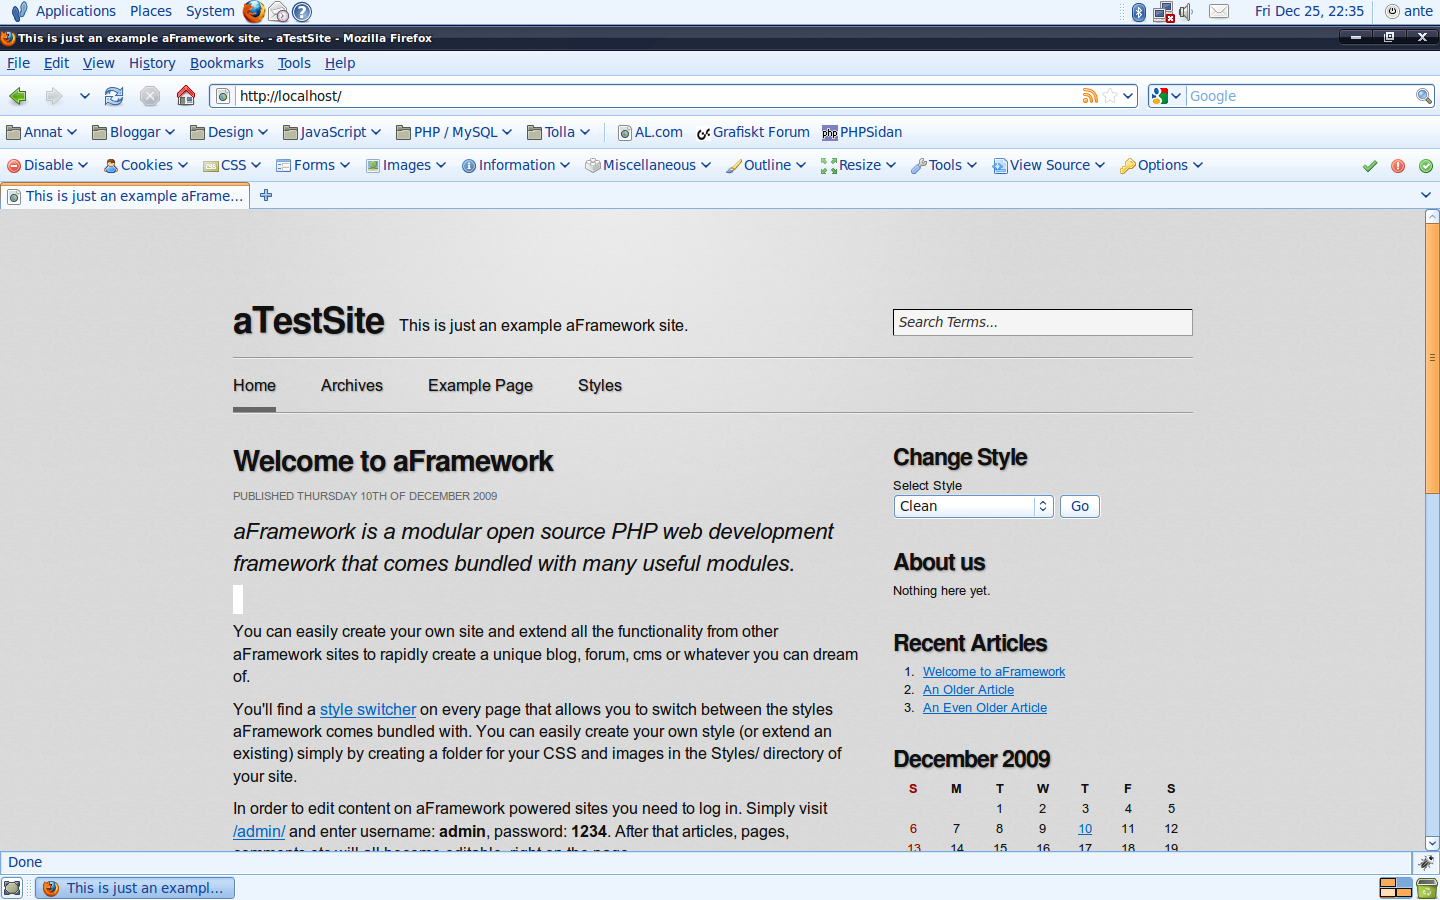 Applications Places System Fri Dec 25, 22:35 ante
This is just an example aFramework site. - aTestSite - Mozilla Firefox
File Edit View History Bookmarks Tools Help
http://localhost/ Google
Annat Bloggar Design JavaScript PHP / MySQL Tolla AL.com Grafiskt Forum php PHPSidan
Disable Cookies CSS Forms Images Information Miscellaneous Outline Resize Tools View Source Options
This is just an example aFrame...
aTestSite This is just an example aFramework site.
Search Terms...
Home Archives Example Page Styles
Welcome to aFramework
PUBLISHED THURSDAY 10TH OF DECEMBER 2009
aFramework is a modular open source PHP web development
framework that comes bundled with many useful modules.
You can easily create your own site and extend all the functionality from other
aFramework sites to rapidly create a unique blog, forum, cms or whatever you can dream
of.
You'll find a style switcher on every page that allows you to switch between the styles
aFramework comes bundled with. You can easily create your own style (or extend an
existing) simply by creating a folder for your CSS and images in the Styles/ directory of
your site.
In order to edit content on aFramework powered sites you need to log in. Simply visit
/admin/ and enter username: admin, password: 1234. After that articles, pages,
comments etc will all become editable, right on the page.
Change Style
Select Style
Clean Go
About us
Nothing here yet.
Recent Articles
1. Welcome to aFramework
2. An Older Article
3. An Even Older Article
December 2009
S M T W T F S
1 2 3 4 5
6 7 8 9 10 11 12
13 14 15 16 17 18 19
Done
This is just an exampl...